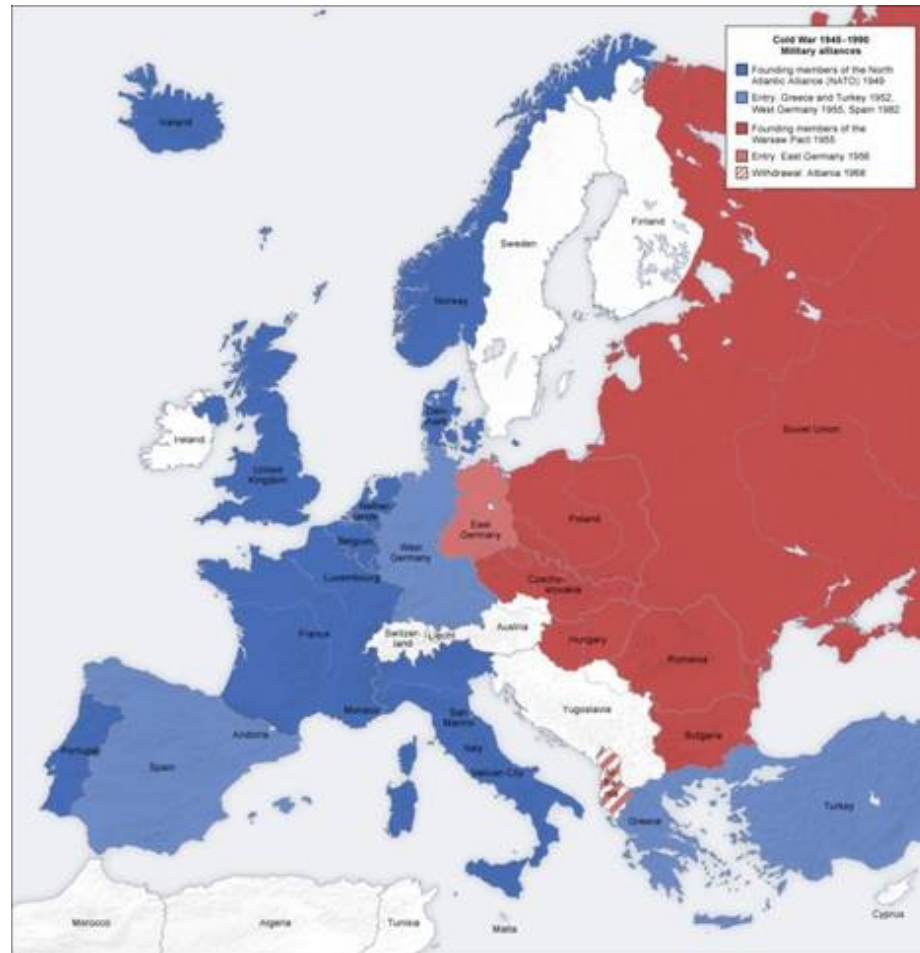 Cold War 1945–1990
Military alliances
Founding members of the North
Atlantic Alliance (NATO) 1949
Entry: Greece and Turkey 1952,
West Germany 1955, Spain 1982
Founding members of the
Warsaw Pact 1955
Entry: East Germany 1956
Withdrawal: Albania 1968
Iceland
Sweden
Finland
Norway
Soviet Union
Den-
mark
Ireland
United
Kingdom
Nether-
lands
Belgium
East
Germany
West
Germany
Poland
Luxembourg
Czecho-
slovakia
France
Switzer-
land
Liecht.
Austria
Hungary
Romania
Monaco
San
Marino
Yugoslavia
Andorra
Bulgaria
Portugal
Spain
Italy
Vatican City
Greece
Turkey
Morocco
Algeria
Tunisia
Malta
Cyprus